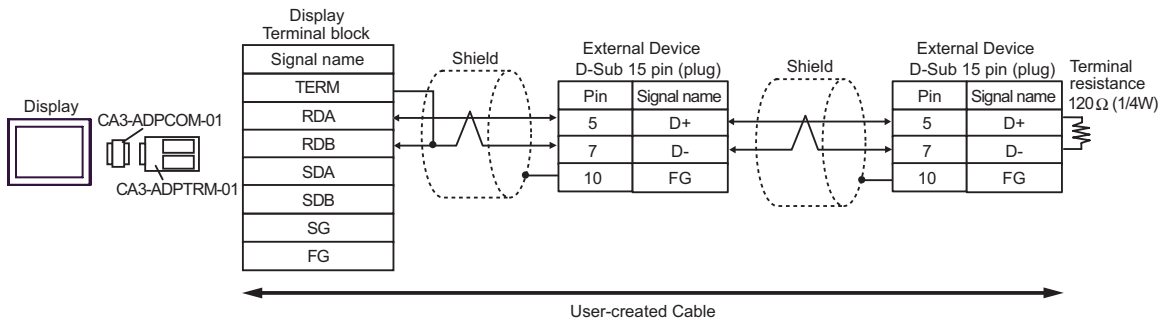 Display
Terminal block
Signal name
TERM
RDA
RDB
SDA
SDB
SG
FG
Display
CA3-ADPCOM-01
CA3-ADPTRM-01
Shield
External Device
D-Sub 15 pin (plug)
Pin Signal name
5 D+
7 D-
10 FG
Shield
External Device
D-Sub 15 pin (plug)
Pin Signal name
5 D+
7 D-
10 FG
Terminal
resistance
120 Ω (1/4W)
User-created Cable